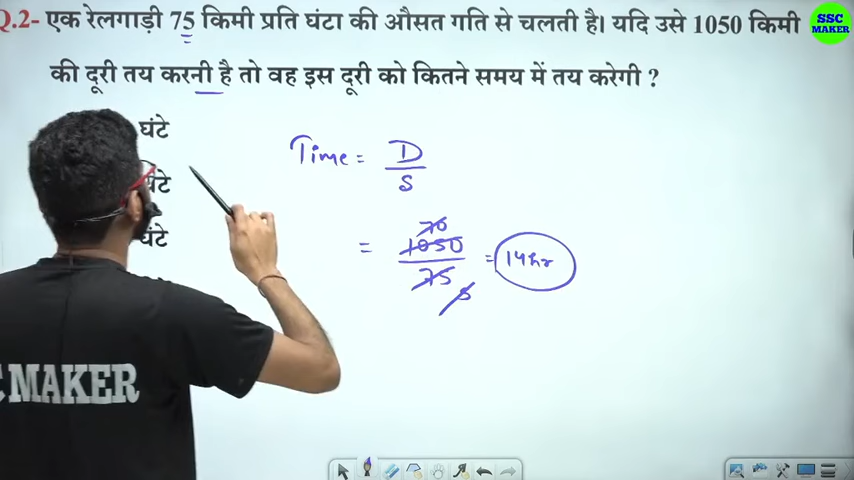 Q.2- एक रेलगाड़ी 75 किमी प्रति घंटा की औसत गति से चलती है। यदि उसे 1050 किमी
की दूरी तय करनी है तो वह इस दूरी को कितने समय में तय करेगी ?
SSC
MAKER
घंटे
घंटे
घंटे
Time = D
S
70
= 1050 = 14hr
75
5
MAKER